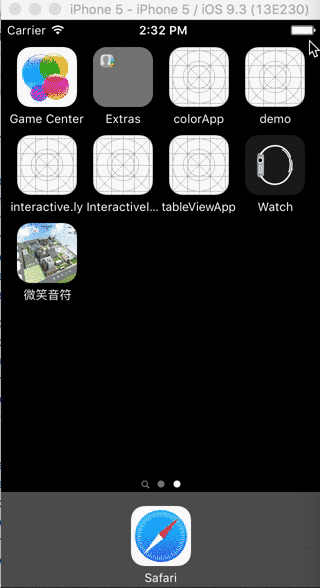 iPhone 5 - iPhone 5 / iOS 9.3 (13E230)
Carrier 2:32 PM
Game Center Extras colorApp demo
interactive.ly InteractiveI... tableViewApp Watch
微笑音符
Safari